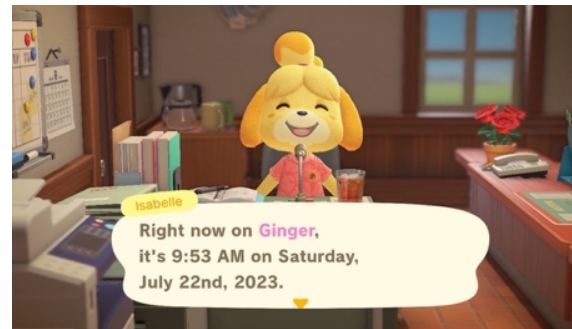 Isabelle
Right now on Ginger,
it's 9:53 AM on Saturday,
July 22nd, 2023.